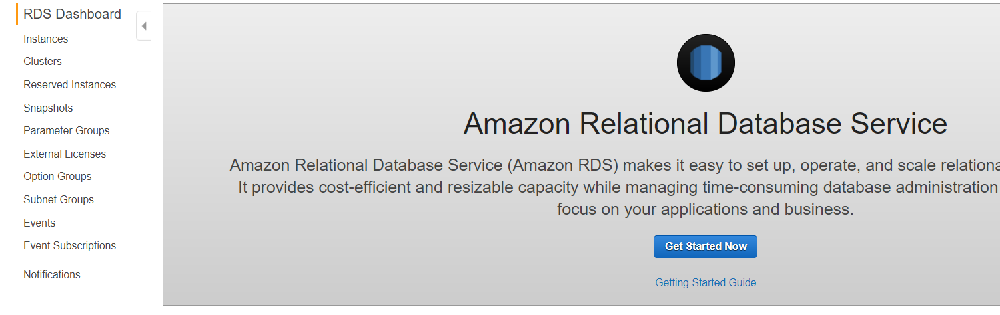 RDS Dashboard
Instances
Clusters
Reserved Instances
Snapshots
Parameter Groups
External Licenses
Option Groups
Subnet Groups
Events
Event Subscriptions
Notifications
Amazon Relational Database Service
Amazon Relational Database Service (Amazon RDS) makes it easy to set up, operate, and scale
It provides cost-efficient and resizable capacity while managing time-consuming database administration
focus on your applications and business.
Get Started Now
Getting Started Guide